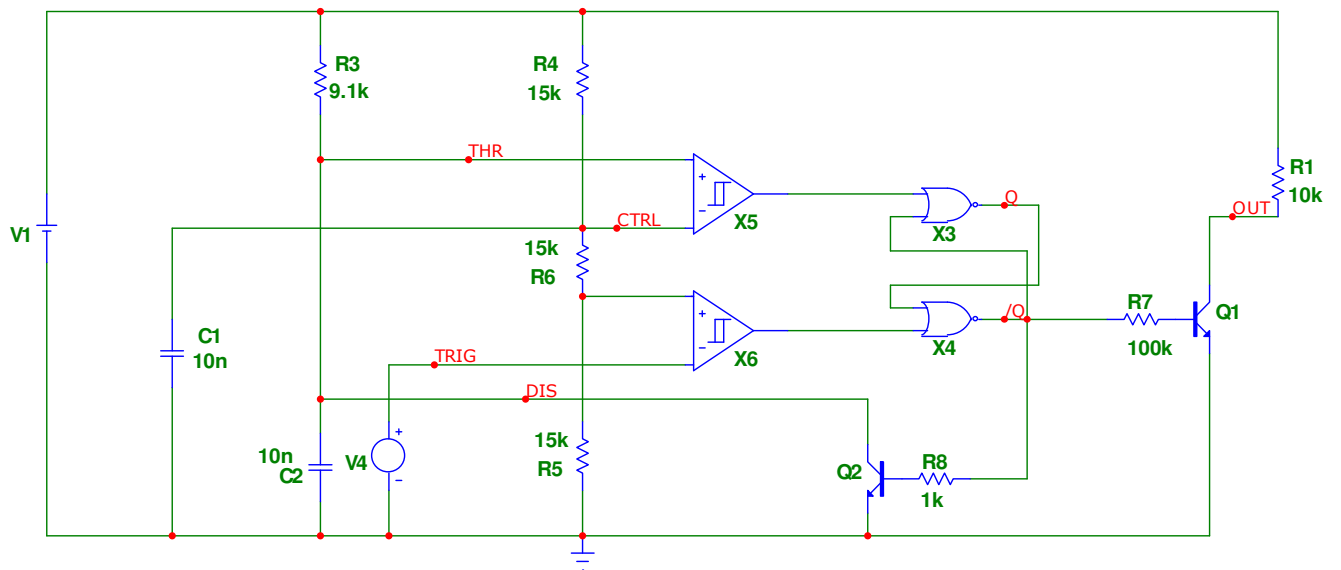 R3
9.1k
R4
15k
THR
+
−
X5
X3
Q
R1
10k
OUT
V1
CTRL
15k
R6
C1
10n
+
−
X6
X4
/Q
R7
100k
Q1
TRIG
DIS
10n
C2
V4
+
−
15k
R5
Q2
R8
1k